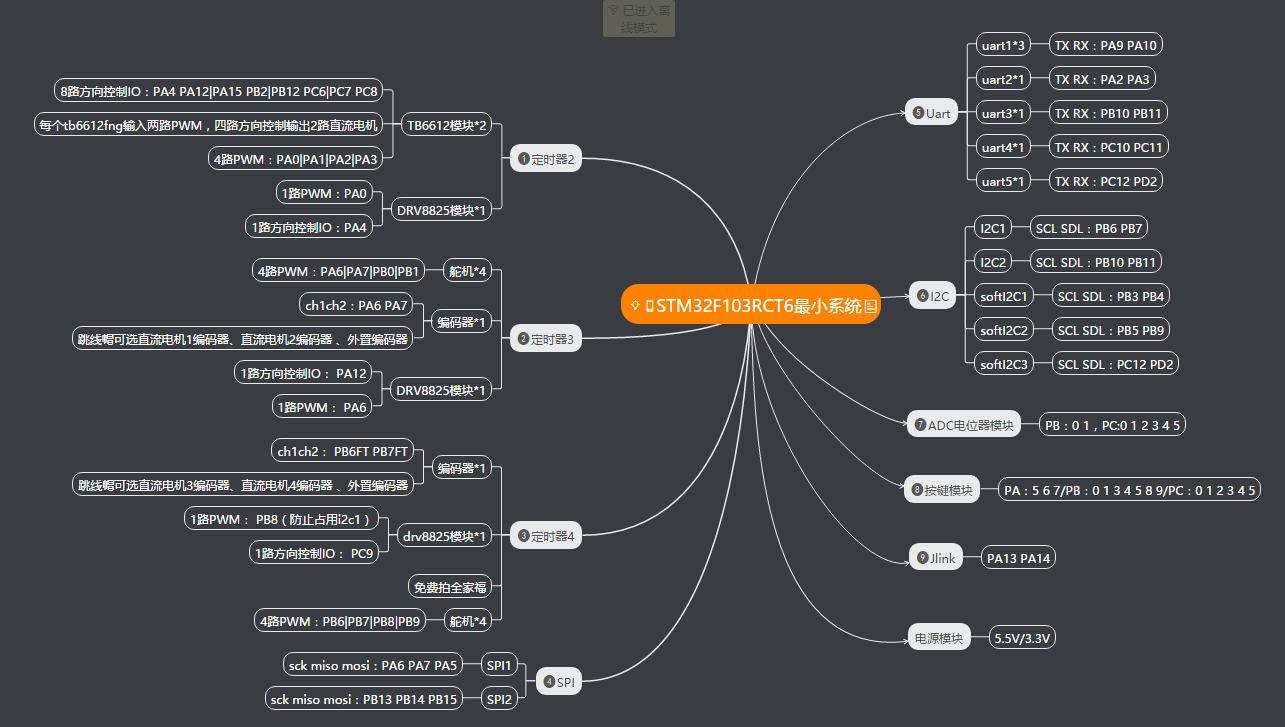 已进入离
线模式
STM32F103RCT6最小系统
1 定时器2
TB6612模块*2
8路方向控制IO：PA4 PA12|PA15 PB2|PB12 PC6|PC7 PC8
每个tb6612fng输入两路PWM，四路方向控制输出2路直流电机
4路PWM：PA0|PA1|PA2|PA3
DRV8825模块*1
1路PWM：PA0
1路方向控制IO：PA4
2 定时器3
舵机*4
4路PWM：PA6|PA7|PB0|PB1
编码器*1
ch1ch2：PA6 PA7
跳线帽可选直流电机1编码器、直流电机2编码器 、外置编码器
DRV8825模块*1
1路方向控制IO： PA12
1路PWM： PA6
3 定时器4
编码器*1
ch1ch2： PB6FT PB7FT
跳线帽可选直流电机3编码器、直流电机4编码器 、外置编码器
drv8825模块*1
1路PWM： PB8（防止占用i2c1）
1路方向控制IO： PC9
免费拍全家福
舵机*4
4路PWM：PB6|PB7|PB8|PB9
4 SPI
SPI1
sck miso mosi：PA6 PA7 PA5
SPI2
sck miso mosi：PB13 PB14 PB15
5 Uart
uart1*3
TX RX：PA9 PA10
uart2*1
TX RX：PA2 PA3
uart3*1
TX RX：PB10 PB11
uart4*1
TX RX：PC10 PC11
uart5*1
TX RX：PC12 PD2
6 I2C
I2C1
SCL SDL：PB6 PB7
I2C2
SCL SDL：PB10 PB11
softI2C1
SCL SDL：PB3 PB4
softI2C2
SCL SDL：PB5 PB9
softI2C3
SCL SDL：PC12 PD2
7 ADC电位器模块
PB：0 1，PC:0 1 2 3 4 5
8 按键模块
PA：5 6 7/PB：0 1 3 4 5 8 9/PC：0 1 2 3 4 5
9 Jlink
PA13 PA14
电源模块
5.5V/3.3V